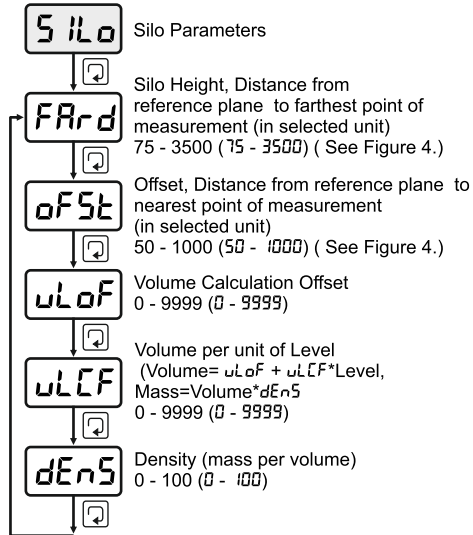 SILo Silo Parameters
FArd Silo Height, Distance from
reference plane to farthest point of
measurement (in selected unit)
75 - 3500 (75 - 3500) ( See Figure 4.)
oFSt Offset, Distance from reference plane to
nearest point of measurement
(in selected unit)
50 - 1000 (50 - 1000) ( See Figure 4.)
uLoF Volume Calculation Offset
0 - 9999 (0 - 9999)
uLCF Volume per unit of Level
(Volume= uLoF + uLCF*Level,
Mass=Volume*dEnS
0 - 9999 (0 - 9999)
dEnS Density (mass per volume)
0 - 100 (0 - 100)